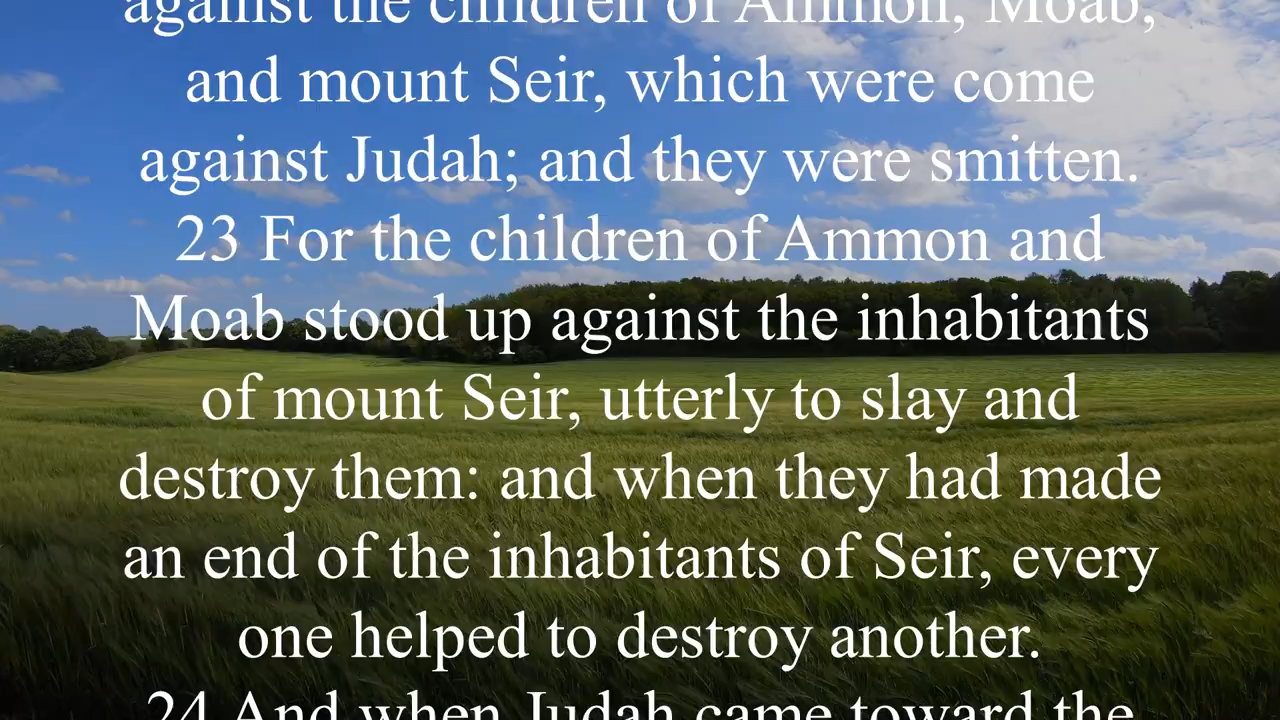 against the children of Ammon, Moab,
and mount Seir, which were come
against Judah; and they were smitten.
23 For the children of Ammon and
Moab stood up against the inhabitants
of mount Seir, utterly to slay and
destroy them: and when they had made
an end of the inhabitants of Seir, every
one helped to destroy another.
24 And when Judah came toward the